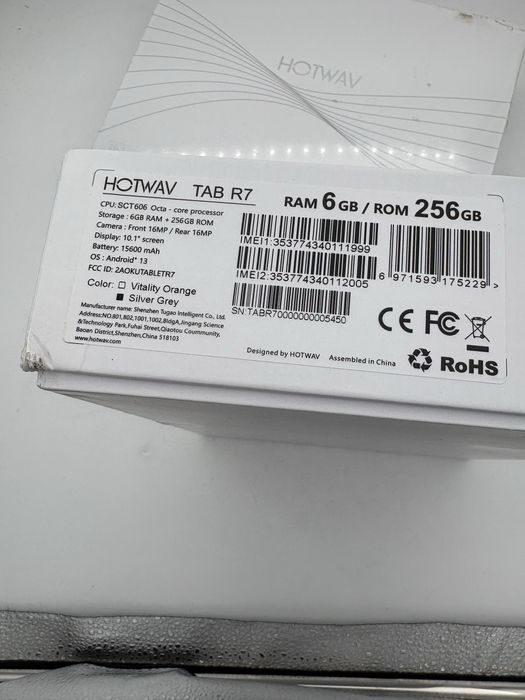 HOTWAV
HOTWAV TAB R7
CPU:SCT606 Octa - core processor
Storage : 6GB RAM + 256GB ROM
Camera : Front 16MP / Rear 16MP
Display: 10.1" screen
Battery: 15600 mAh
OS : Android* 13
FCC ID: 2AOKUTABLETR7
Color: □ Vitality Orange
■ Silver Grey
Manufacturer name: Shenzhen Tugao Intelligent Co., Ltd.
Address:NO.801,802,1001,1002,BldgA,Jingang Science
&Technology Park,Fuhai Street,Qiaotou Coummunity,
Baoan District,Shenzhen,China 518103
www.hotwav.com
RAM 6GB / ROM 256GB
IMEI1:353774340111999
IMEI2:353774340112005
6 971593 175229 >
SN:TABR70000000005450
CE FC
Designed by HOTWAV Assembled in China
RoHS